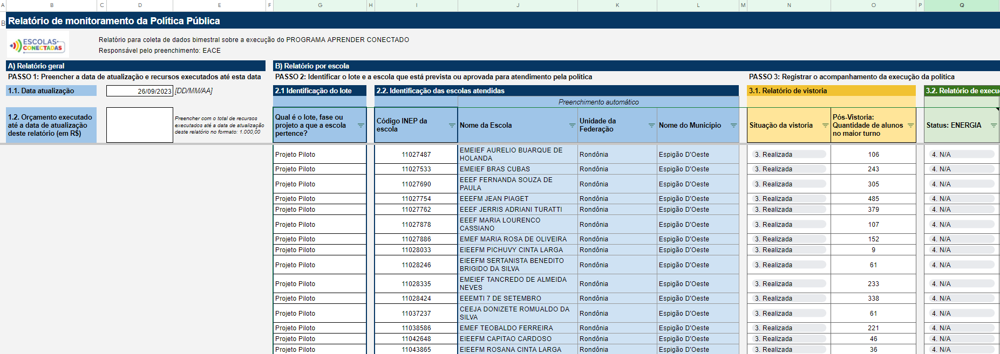 A B C D E F G H I J K L M N O P Q
B
Relatório de monitoramento da Política Pública
ESCOLAS
CONECTADAS
Relatório para coleta de dados bimestral sobre a execução do PROGRAMA APRENDER CONECTADO
Responsável pelo preenchimento: EACE
A) Relatório geral
PASSO 1: Preencher a data de atualização e recursos executados até esta data
1.1. Data atualização
26/09/2023
[DD/MM/AA]
1.2. Orçamento executado
até a data de atualização
deste relatório (em R$)
Preencher com o total de recursos
executados até a data de atualização
deste relatório no formato: 1.000,00
B) Relatório por escola
PASSO 2: Identificar o lote e a escola que está prevista ou aprovada para atendimento pela política
PASSO 3: Registrar o acompanhamento da execução da política
2.1 Identificação do lote
2.2. Identificação das escolas atendidas
3.1. Relatório de vistoria
3.2. Relatório de execu
Preenchimento automático
Qual é o lote, fase ou
projeto a que a escola
pertence?
Código INEP da
escola
Nome da Escola
Unidade da
Federação
Nome do Município
Situação da vistoria
Pós-Vistoria:
Quantidade de alunos
no maior turno
Status: ENERGIA
Projeto Piloto 11027487 EMEIEF AURELIO BUARQUE DE
HOLANDA Rondônia Espigão D'Oeste 3. Realizada 106 4. N/A
Projeto Piloto 11027533 EMEIEF BRAS CUBAS Rondônia Espigão D'Oeste 3. Realizada 243 4. N/A
Projeto Piloto 11027690 EEEF FERNANDA SOUZA DE
PAULA Rondônia Espigão D'Oeste 3. Realizada 305 4. N/A
Projeto Piloto 11027754 EEEFM JEAN PIAGET Rondônia Espigão D'Oeste 3. Realizada 485 4. N/A
Projeto Piloto 11027762 EEEF JERRIS ADRIANI TURATTI Rondônia Espigão D'Oeste 3. Realizada 379 4. N/A
Projeto Piloto 11027878 EEEF MARIA LOURENCO
CASSIANO Rondônia Espigão D'Oeste 3. Realizada 107 4. N/A
Projeto Piloto 11027886 EMEF MARIA ROSA DE OLIVEIRA Rondônia Espigão D'Oeste 3. Realizada 152 4. N/A
Projeto Piloto 11028033 EIEEFM PICHUVY CINTA LARGA Rondônia Espigão D'Oeste 3. Realizada 9 4. N/A
Projeto Piloto 11028246 EIEEFM SERTANISTA BENEDITO
BRIGIDO DA SILVA Rondônia Espigão D'Oeste 3. Realizada 61 4. N/A
Projeto Piloto 11028335 EMEIEF TANCREDO DE ALMEIDA
NEVES Rondônia Espigão D'Oeste 3. Realizada 233 4. N/A
Projeto Piloto 11028424 EEEMTI 7 DE SETEMBRO Rondônia Espigão D'Oeste 3. Realizada 338 4. N/A
Projeto Piloto 11037237 CEEJA DONIZETE ROMUALDO DA
SILVA Rondônia Espigão D'Oeste 3. Realizada 61 4. N/A
Projeto Piloto 11038586 EMEF TEOBALDO FERREIRA Rondônia Espigão D'Oeste 3. Realizada 221 4. N/A
Projeto Piloto 11042648 EIEEFM CAPITAO CARDOSO Rondônia Espigão D'Oeste 3. Realizada 46 4. N/A
Projeto Piloto 11043865 EIEEFM ROSANA CINTA LARGA Rondônia Espigão D'Oeste 3. Realizada 36 4. N/A